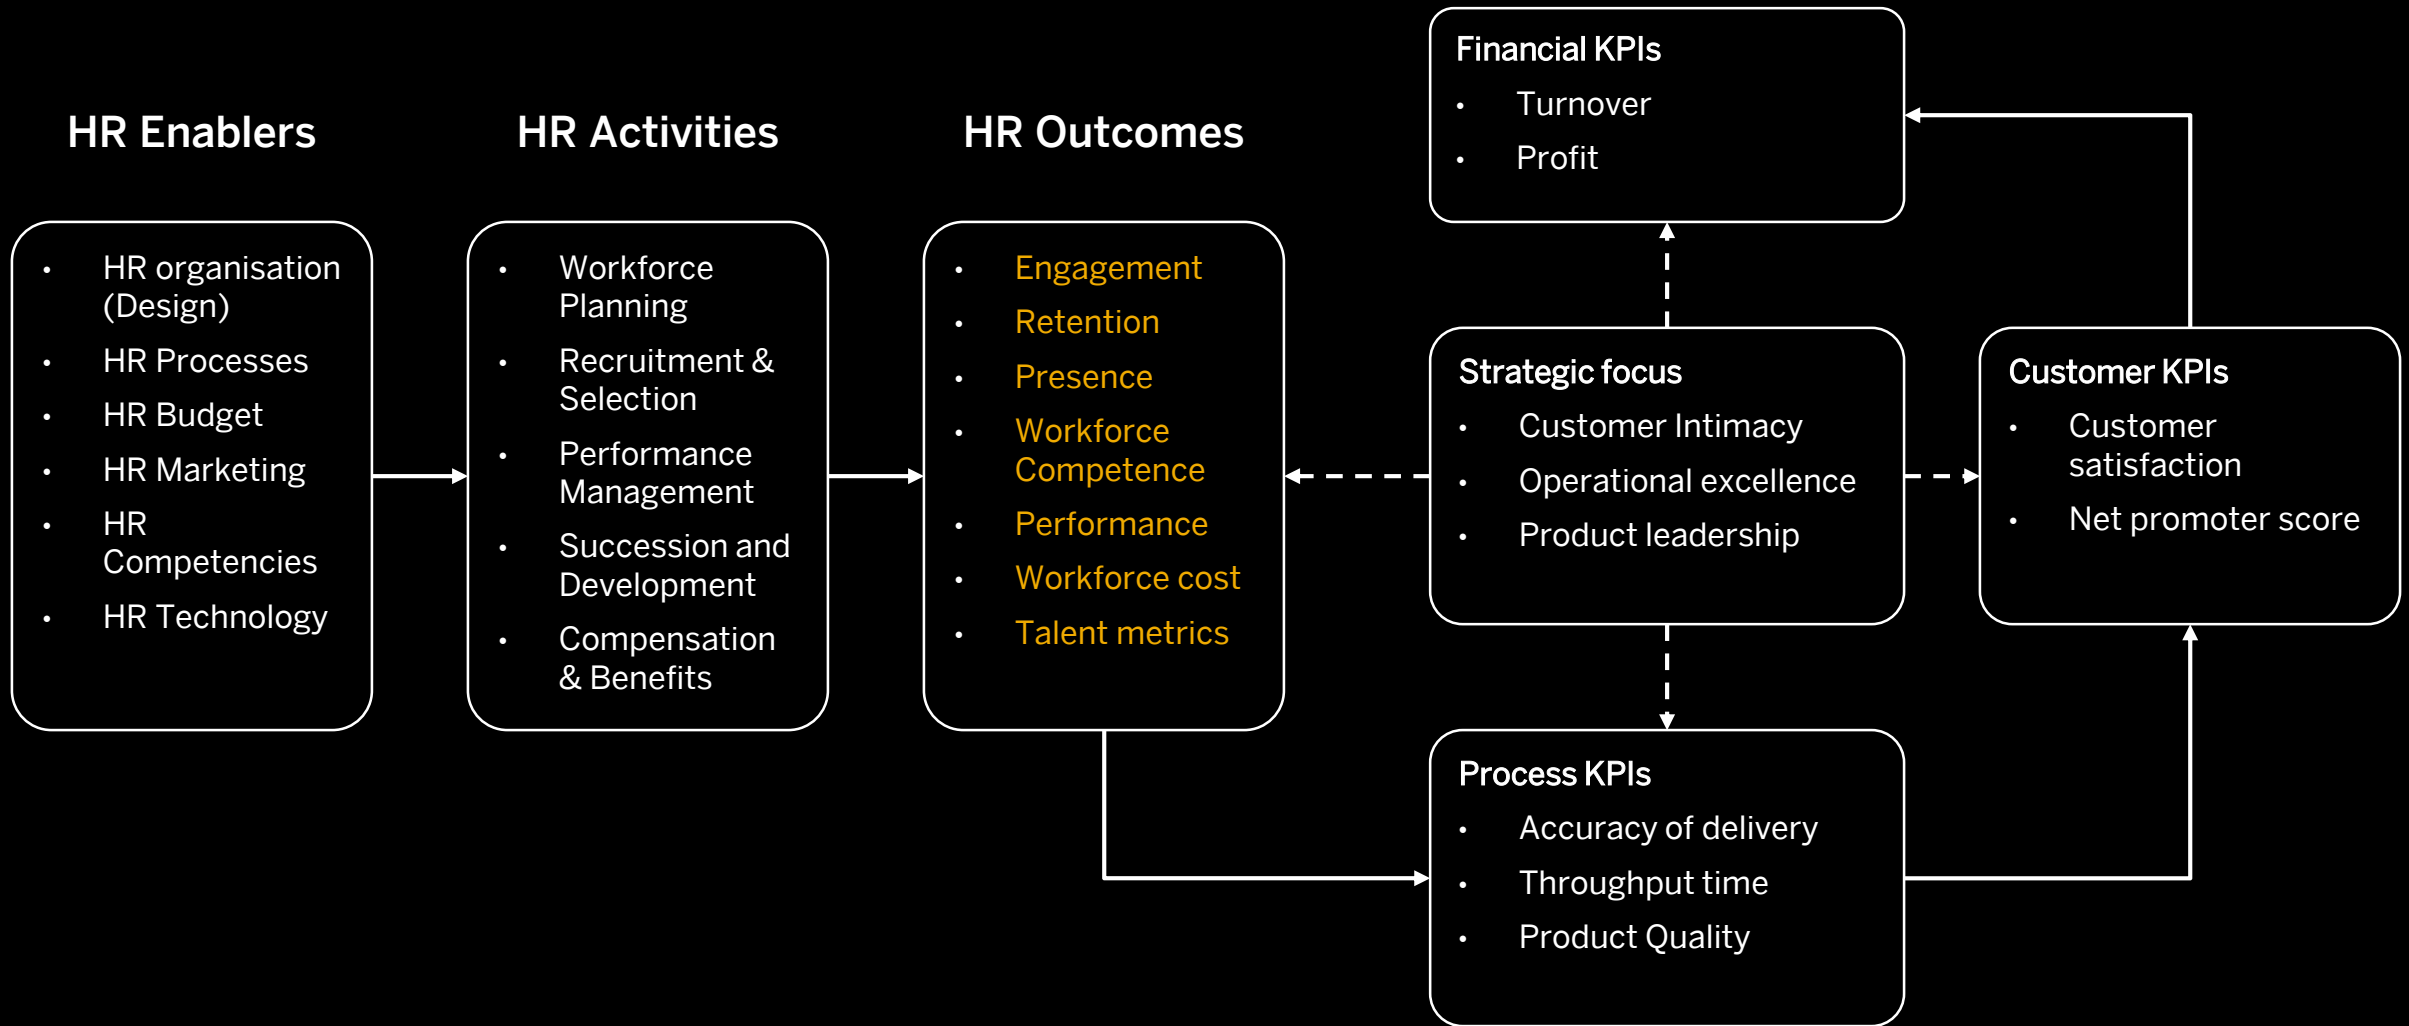 HR Enablers
• HR organisation
(Design)
• HR Processes
• HR Budget
• HR Marketing
• HR
Competencies
• HR Technology
HR Activities
• Workforce
Planning
• Recruitment &
Selection
• Performance
Management
• Succession and
Development
• Compensation
& Benefits
HR Outcomes
• Engagement
• Retention
• Presence
• Workforce
Competence
• Performance
• Workforce cost
• Talent metrics
Financial KPIs
• Turnover
• Profit
Strategic focus
• Customer Intimacy
• Operational excellence
• Product leadership
Customer KPIs
• Customer
satisfaction
• Net promoter score
Process KPIs
• Accuracy of delivery
• Throughput time
• Product Quality